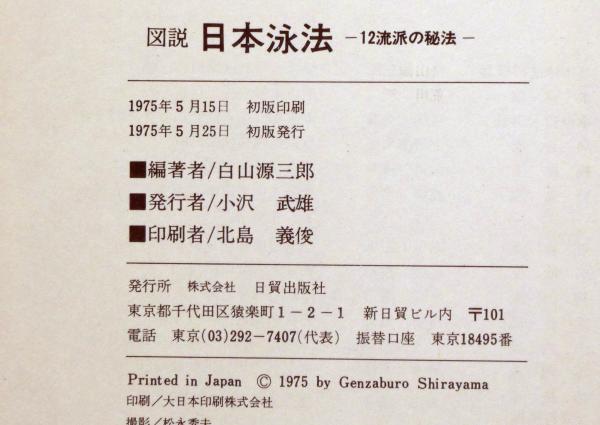 図説 日本泳法 −12流派の秘法−
1975年5月15日 初版印刷
1975年5月25日 初版発行
■編著者/白山源三郎
■発行者/小沢 武雄
■印刷者/北島 義俊
発行所 株式会社 日貿出版社
東京都千代田区猿楽町1−2−1 新日貿ビル内 〒101
電話 東京(03)292−7407(代表) 振替口座 東京18495番
Printed in Japan © 1975 by Genzaburo Shirayama
印刷/大日本印刷株式会社
撮影/松永秀夫